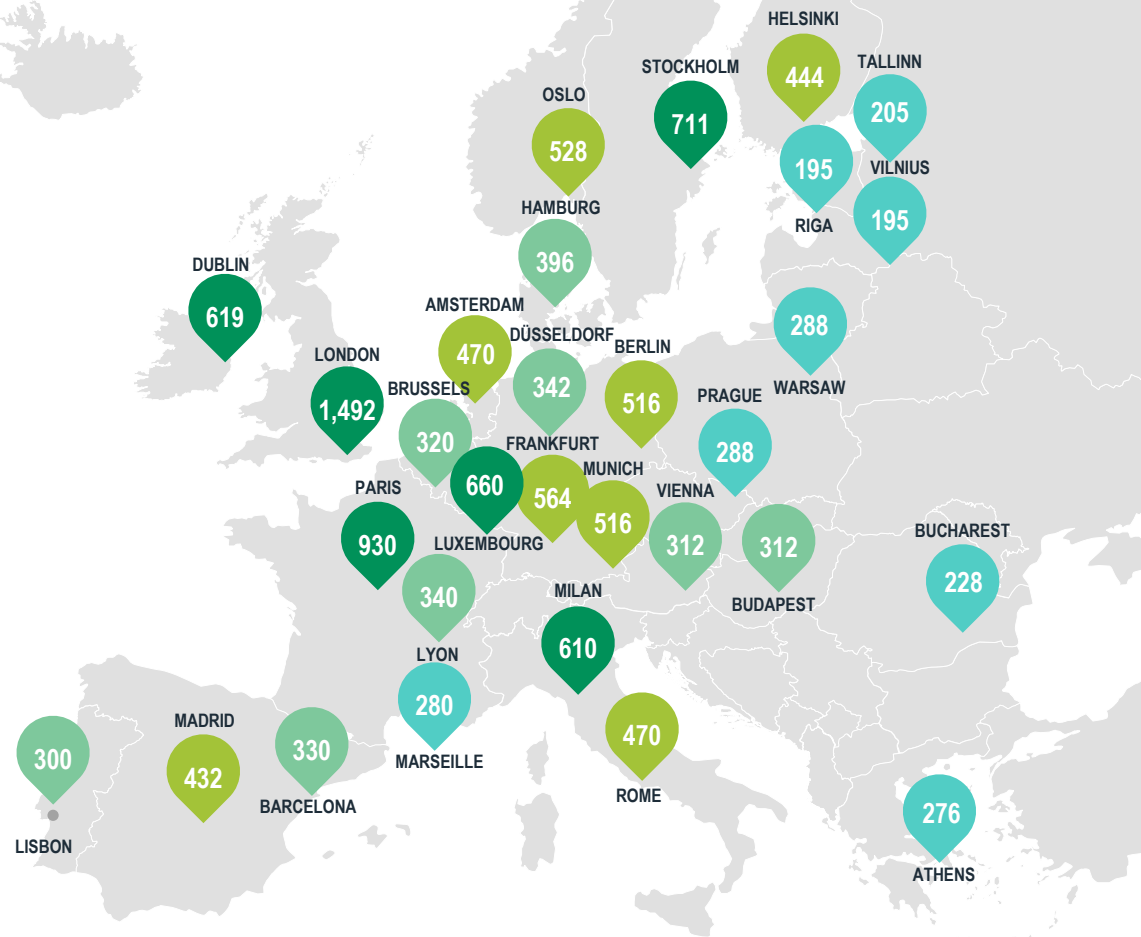 HELSINKI
444
STOCKHOLM
711
TALLINN
205
OSLO
528
195
RIGA
VILNIUS
195
HAMBURG
396
DUBLIN
619
AMSTERDAM
470
DÜSSELDORF
342
BERLIN
516
288
WARSAW
LONDON
1,492
BRUSSELS
320
PRAGUE
288
FRANKFURT
564
MUNICH
516
660
LUXEMBOURG
PARIS
930
VIENNA
312
312
BUDAPEST
BUCHAREST
228
340
LYON
MILAN
610
280
MARSEILLE
300
LISBON
MADRID
432
330
BARCELONA
470
ROME
276
ATHENS